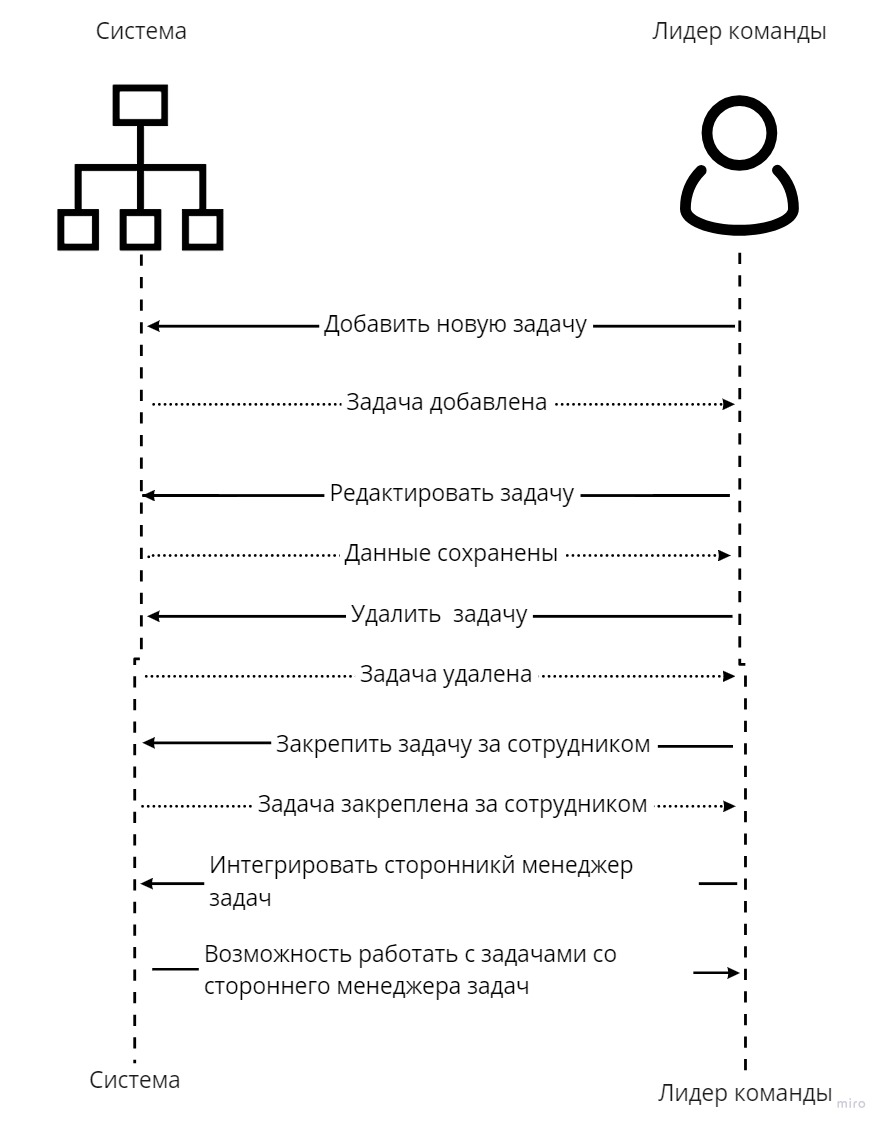 Система
Лидер команды
Добавить новую задачу
Задача добавлена
Редактировать задачу
Данные сохранены
Удалить  задачу
Задача удалена
Закрепить задачу за сотрудником
Задача закреплена за сотрудником
Интегрировать сторонникй менеджер
задач
Возможность работать с задачами со
стороннего менеджера задач
Система
Лидер команды
miro